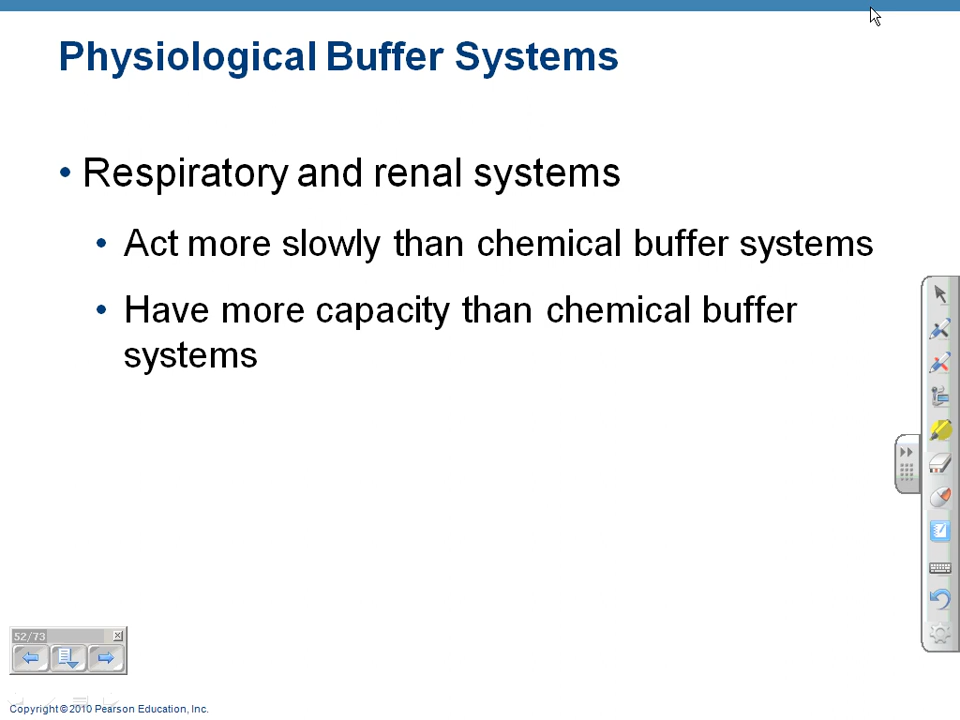 Physiological Buffer Systems
• Respiratory and renal systems
• Act more slowly than chemical buffer systems
• Have more capacity than chemical buffer
systems
52/73
Copyright © 2010 Pearson Education, Inc.